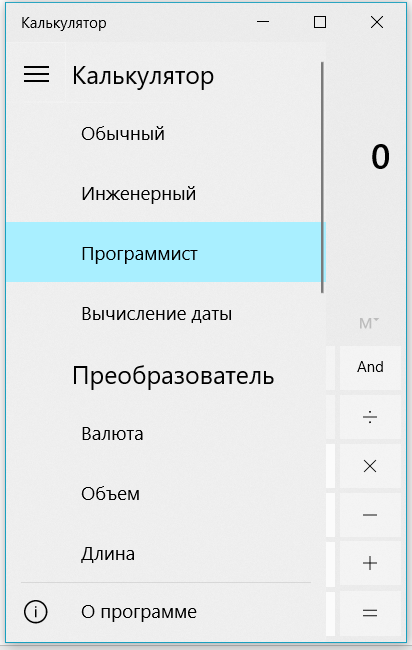 Калькулятор
Калькулятор
Обычный
0
Инженерный
Программист
Вычисление даты
M
And
Преобразователь
÷
Валюта
×
Объем
−
Длина
+
О программе
=